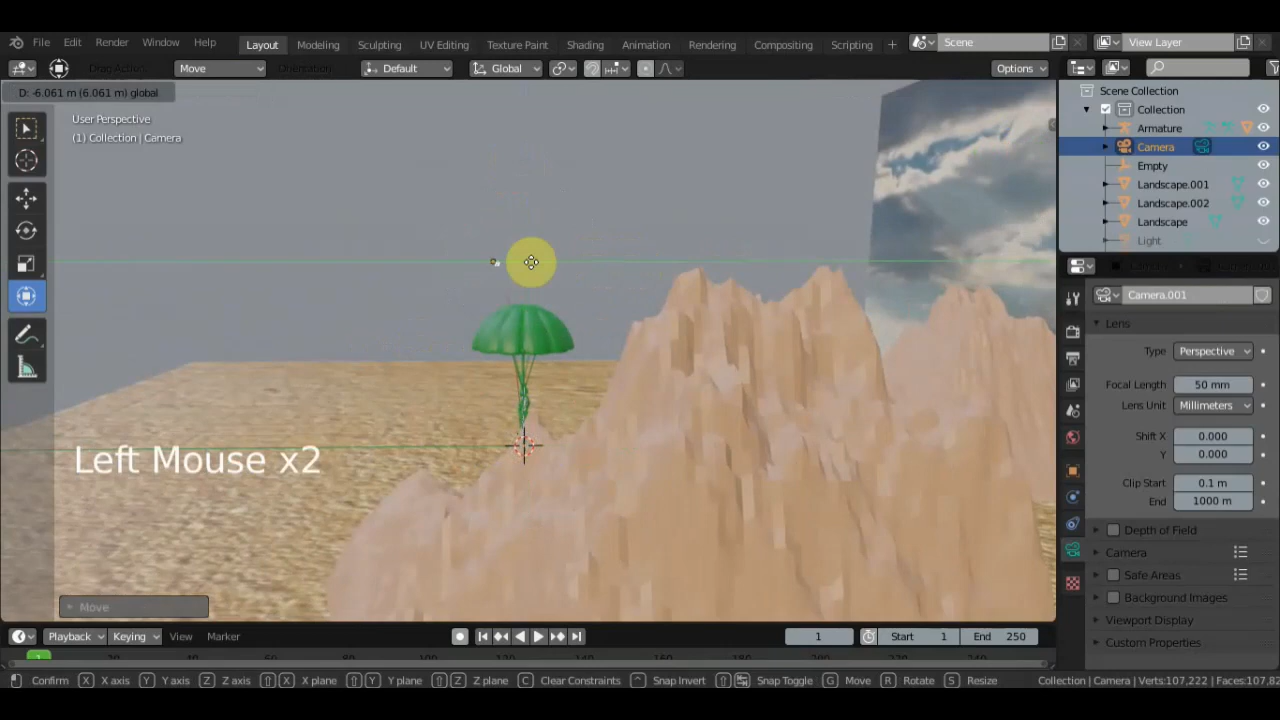 File Edit Render Window Help Layout Modeling Sculpting UV Editing Texture Paint Shading Animation Rendering Compositing Scripting + Scene View Layer
Drag Move Orientation Default Global Options
D: -6.061 m (6.061 m) global
User Perspective
(1) Collection | Camera
Scene Collection
Collection
Armature
Camera
Empty
Landscape.001
Landscape.002
Landscape
Light
Camera.001
Lens
Type Perspective
Focal Length 50 mm
Lens Unit Millimeters
Shift X 0.000
Y 0.000
Clip Start 0.1 m
End 1000 m
Depth of Field
Camera
Safe Areas
Background Images
Viewport Display
Custom Properties
Left Mouse x2
Move
Playback Keying View Marker 1 Start 1 End 250
1
Confirm X X axis Y Y axis Z Z axis X X plane Y Y plane Z Z plane C Clear Constraints Snap Invert Snap Toggle G Move R Rotate S Resize Collection | Camera | Verts:107,222 | Faces:107,82